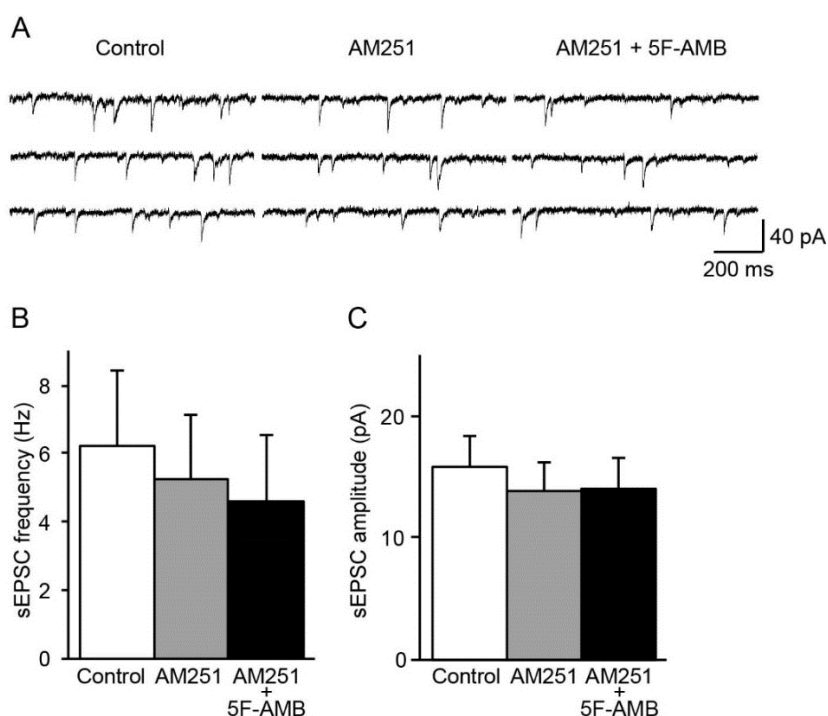 A
Control AM251 AM251 + 5F-AMB
40 pA
200 ms
B
sEPSC frequency (Hz)
8
6
4
2
0
Control AM251 AM251
+
5F-AMB
C
sEPSC amplitude (pA)
20
10
0
Control AM251 AM251
+
5F-AMB